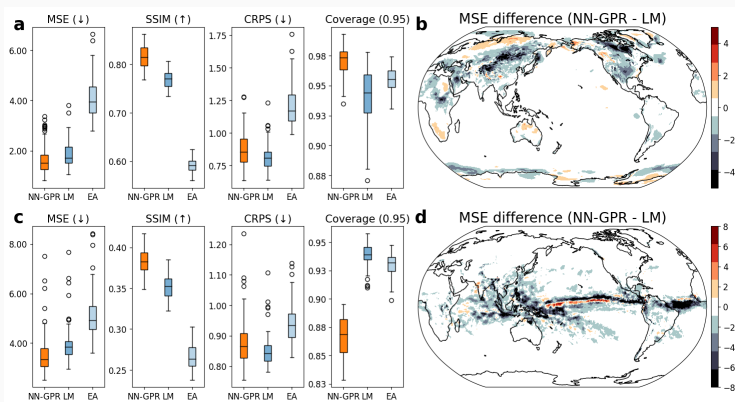 a
MSE (↓)
SSIM (↑)
CRPS (↓)
Coverage (0.95)
6.00
4.00
2.00
0.80
0.70
0.60
1.75
1.50
1.25
1.00
0.75
0.98
0.95
0.93
0.90
0.88
NN-GPR LM EA
NN-GPR LM EA
NN-GPR LM EA
NN-GPR LM EA
b
MSE difference (NN-GPR - LM)
4
2
0
−2
−4
c
MSE (↓)
SSIM (↑)
CRPS (↓)
Coverage (0.95)
8.00
6.00
4.00
0.40
0.35
0.30
0.25
1.20
1.10
1.00
0.90
0.80
0.95
0.93
0.90
0.88
0.85
0.83
NN-GPR LM EA
NN-GPR LM EA
NN-GPR LM EA
NN-GPR LM EA
d
MSE difference (NN-GPR - LM)
8
6
4
2
0
−2
−4
−6
−8